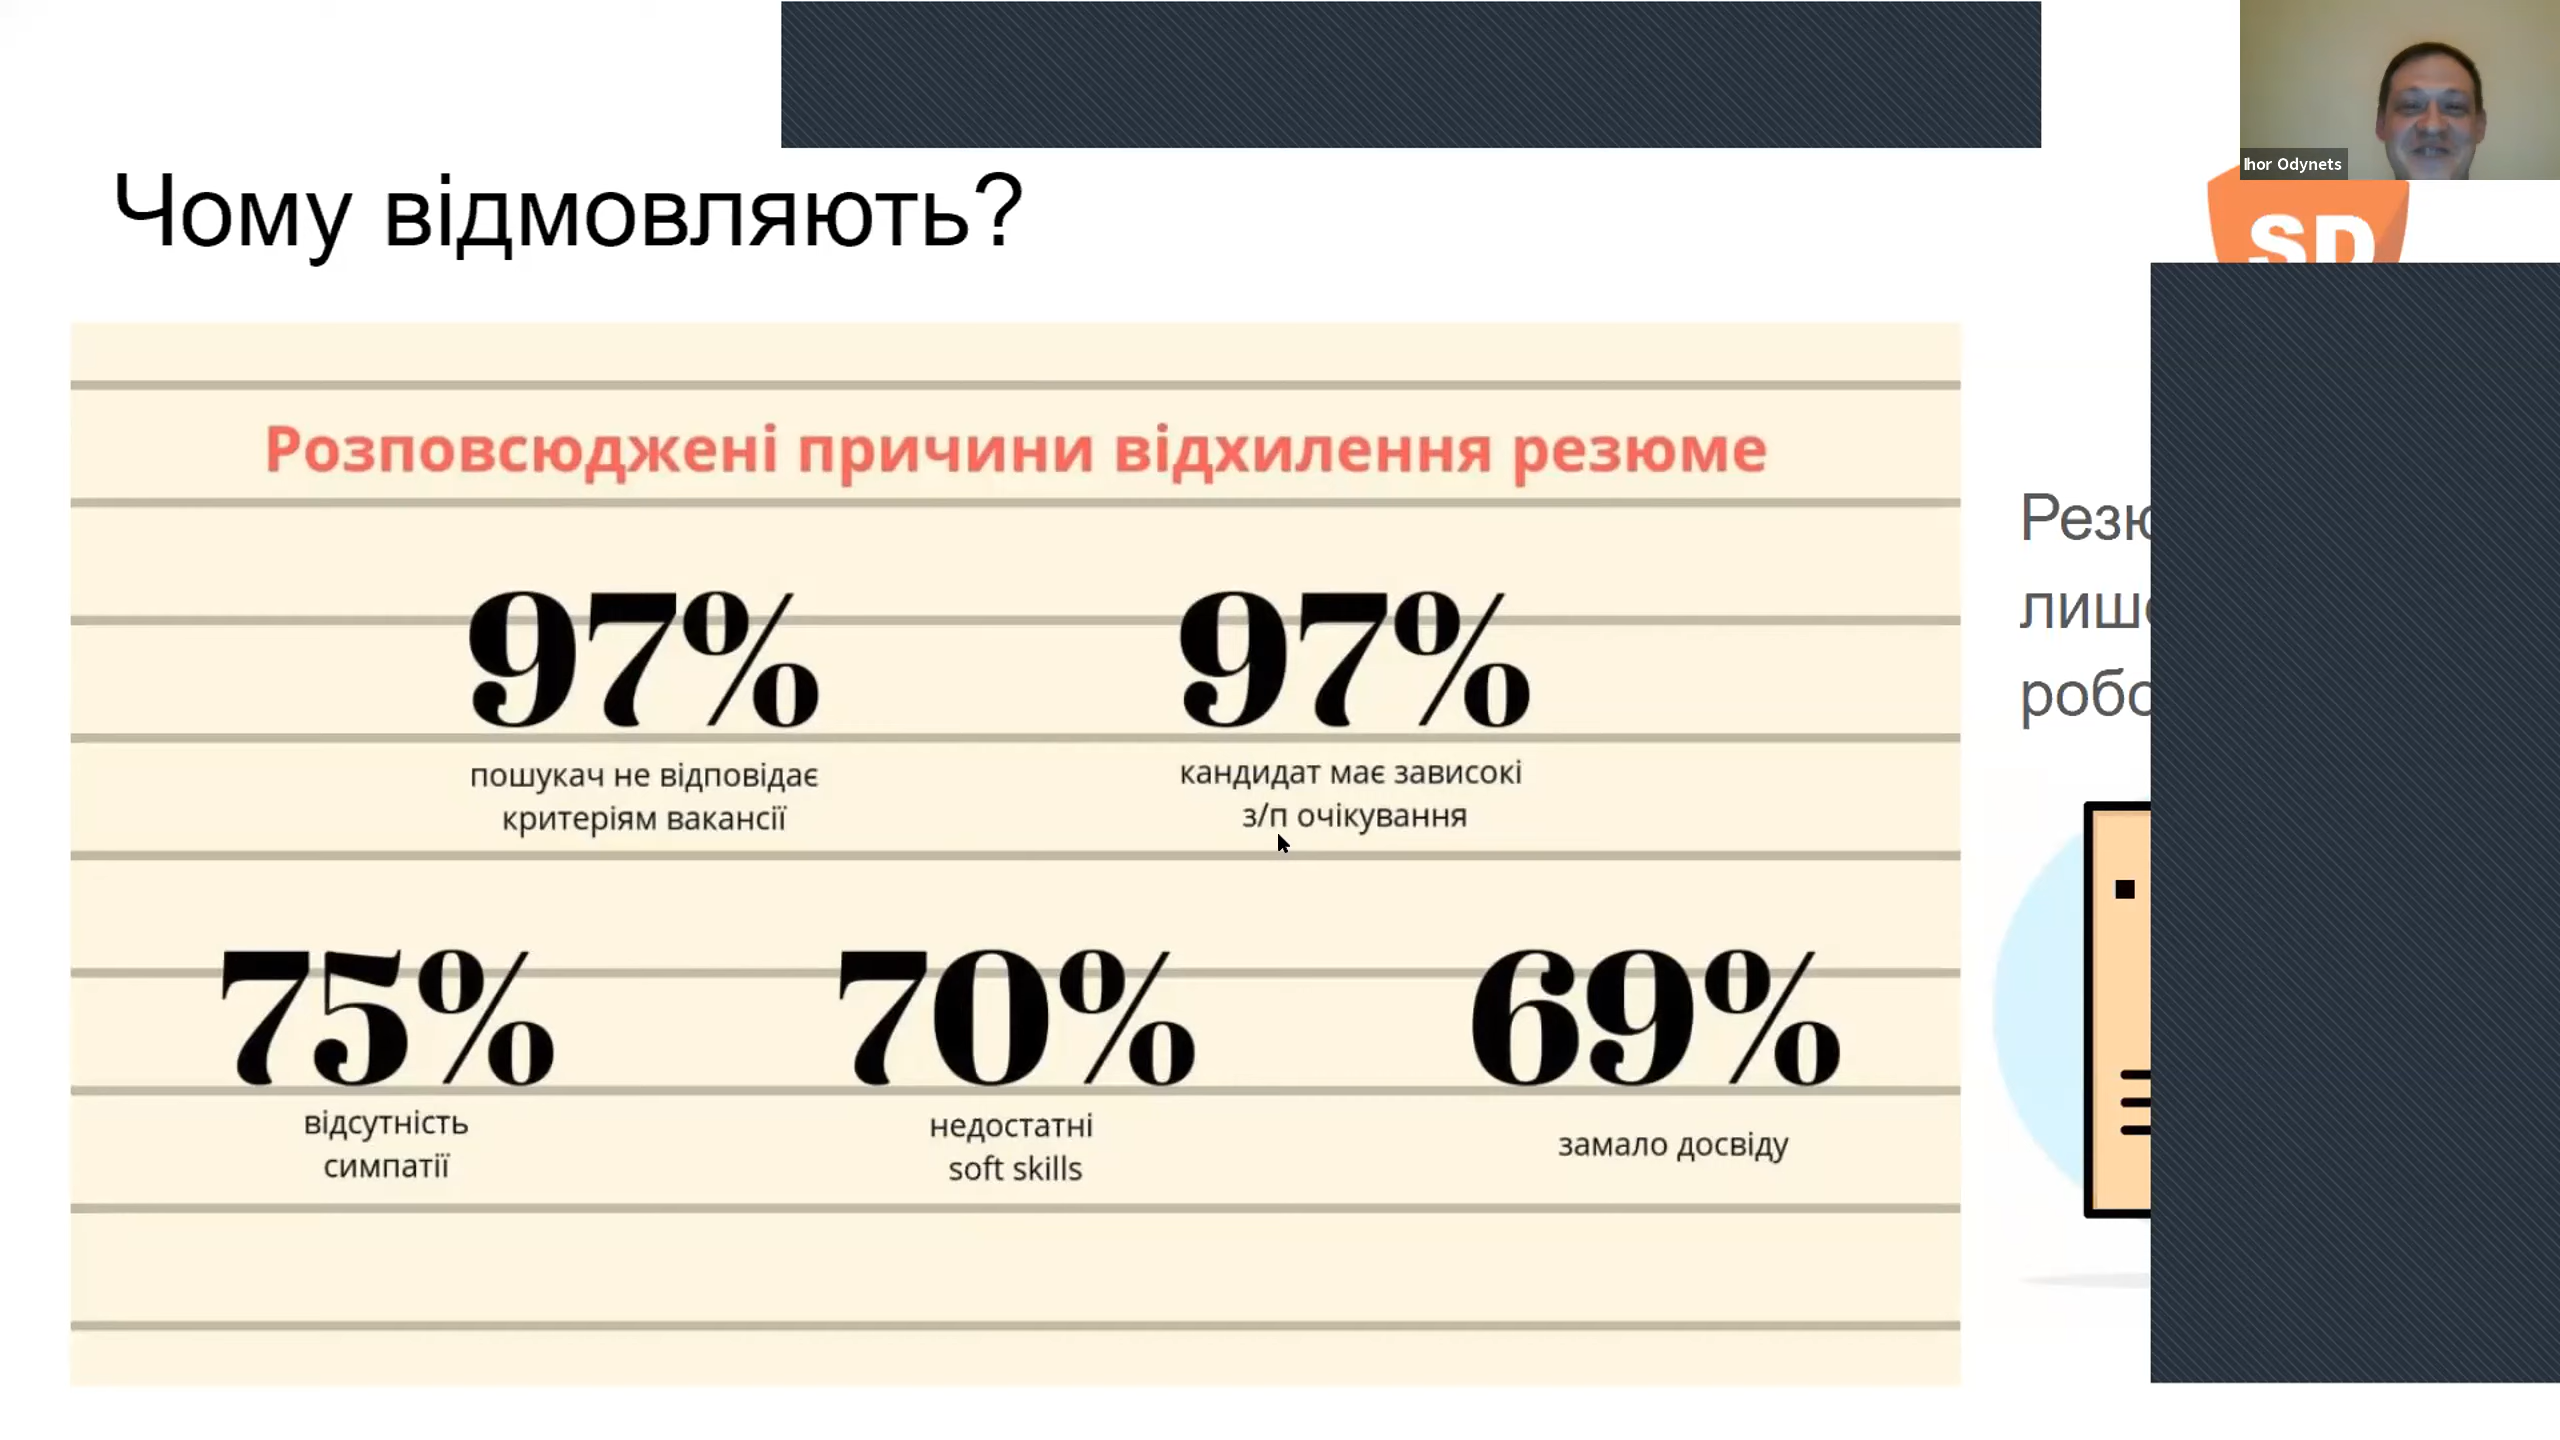 Ihor Odynets
Чому відмовляють?
SD
Розповсюджені причини відхилення резюме
97%
пошукач не відповідає
критеріям вакансії
97%
кандидат має зависокі
з/п очікування
75%
відсутність
симпатії
70%
недостатні
soft skills
69%
замало досвіду